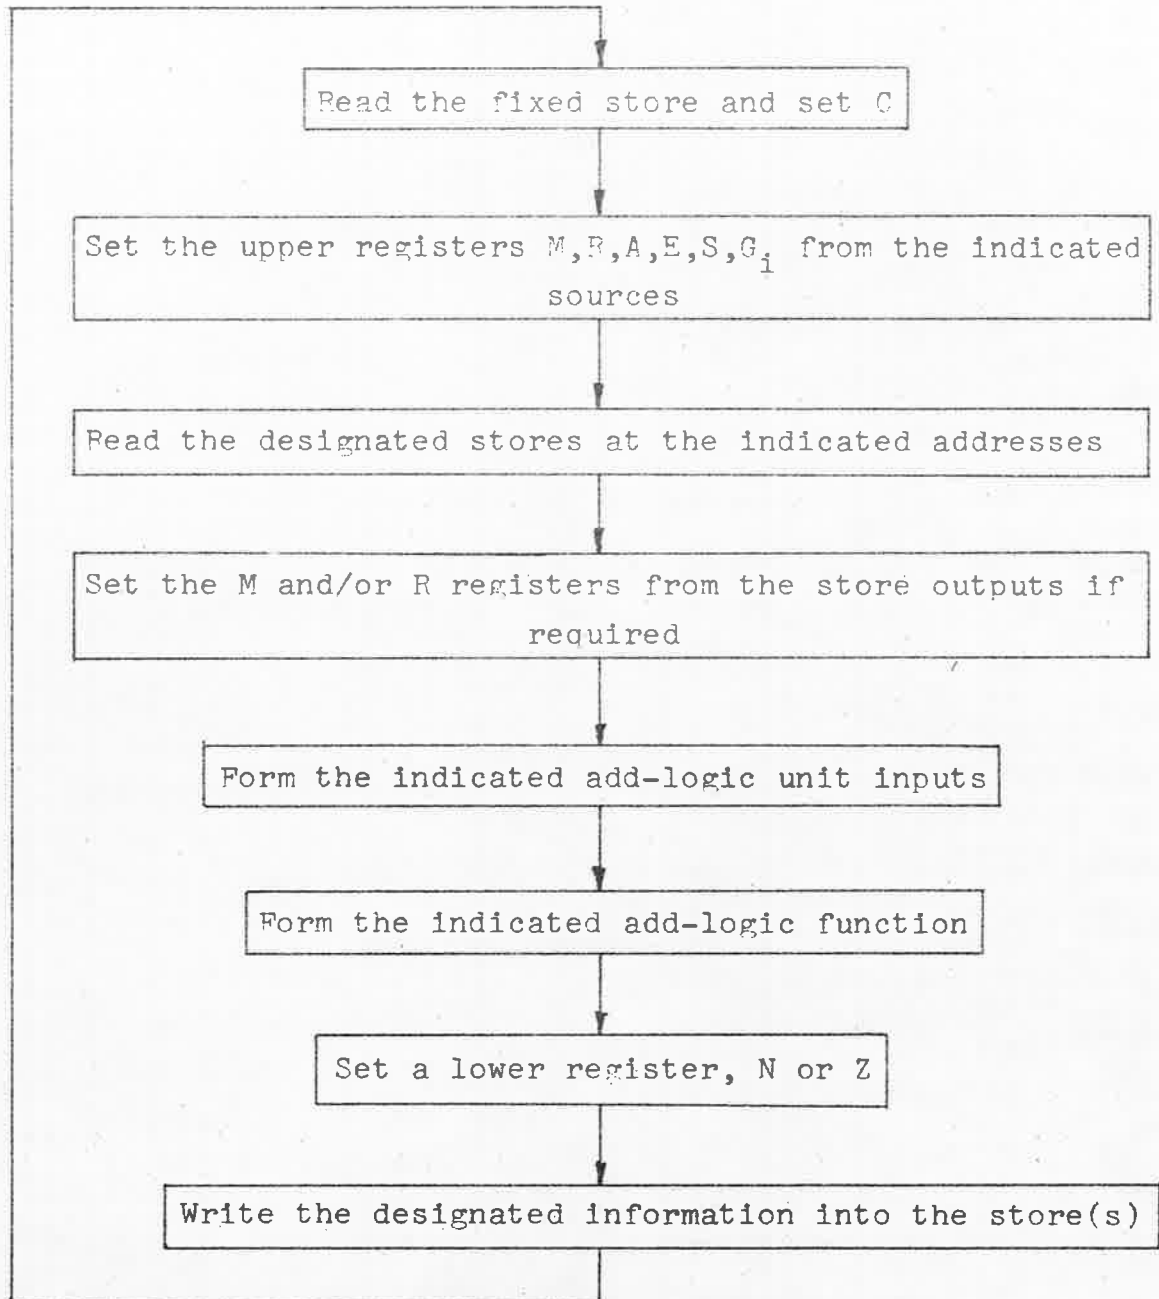 Read the fixed store and set C
Set the upper registers M,R,A,E,S,G_i from the indicated
sources
Read the designated stores at the indicated addresses
Set the M and/or R registers from the store outputs if
required
Form the indicated add-logic unit inputs
Form the indicated add-logic function
Set a lower register, N or Z
Write the designated information into the store(s)